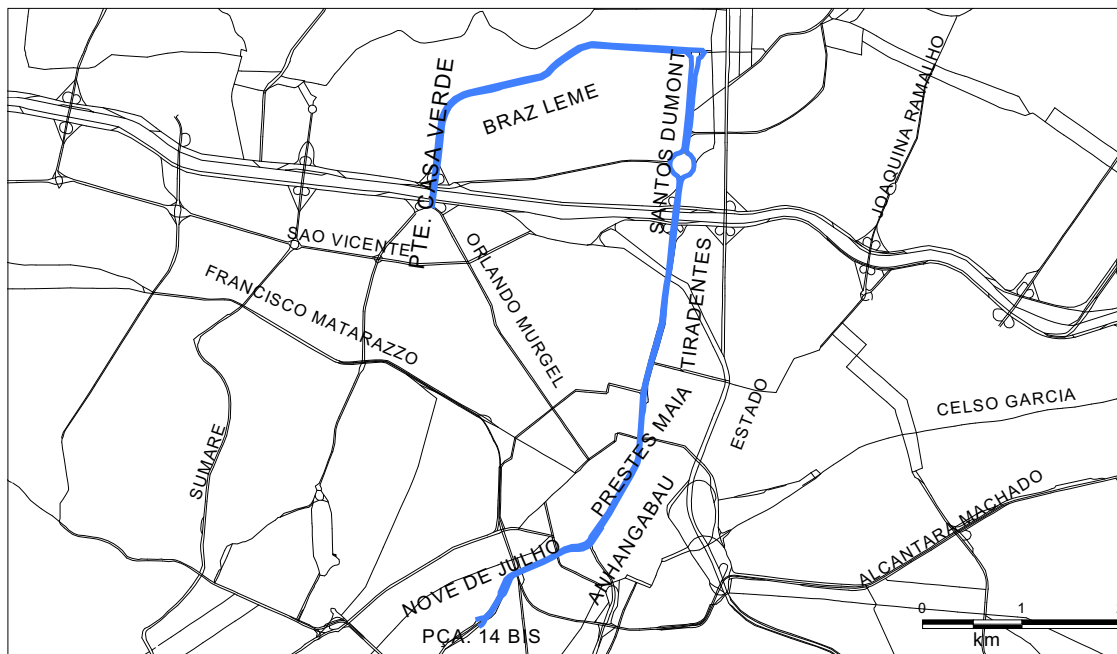 PTE. CASA VERDE
BRAZ LEME
SANTOS DUMONT
JOAQUINA RAMALHO
SAO VICENTE
ORLANDO MURGEL
FRANCISCO MATARAZZO
TIRADENTES
SUMARE
PRESTES MAIA
ESTADO
CELSO GARCIA
ANHANGABAU
ALCANTARA MACHADO
NOVE DE JULHO
PÇA. 14 BIS
0 1
km